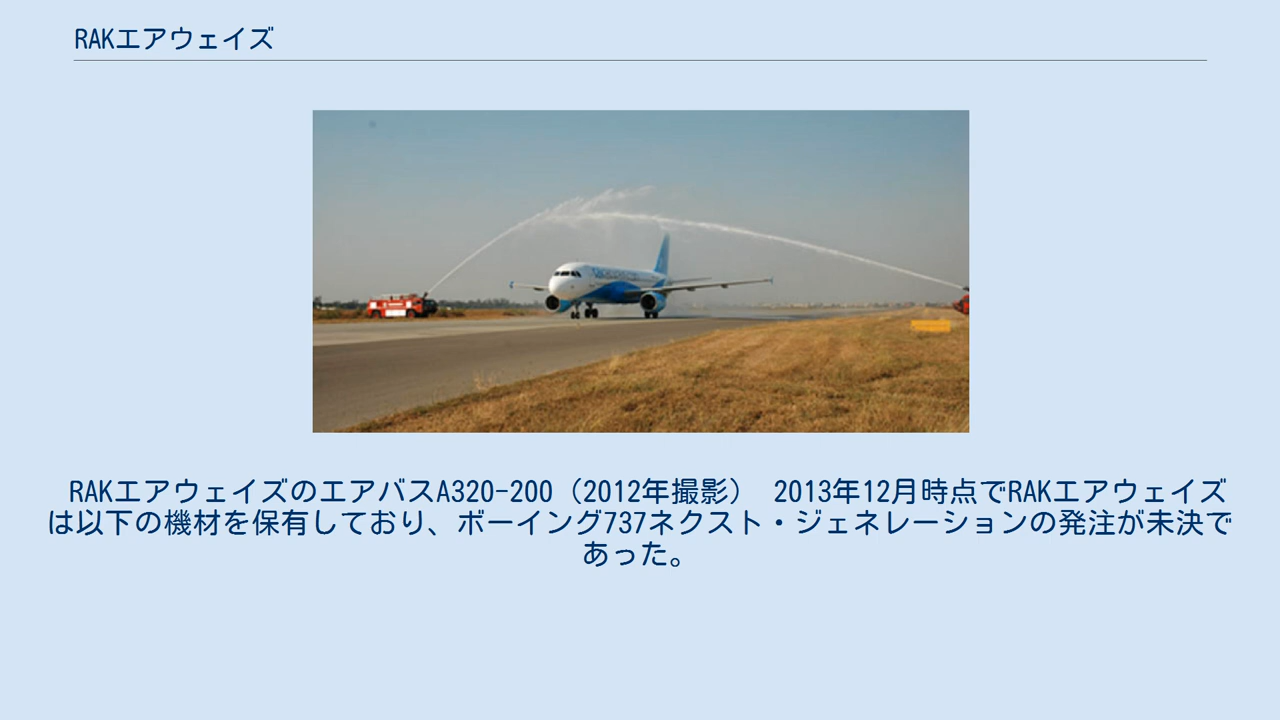 RAKエアウェイズ
RAKエアウェイズのエアバスA320-200（2012年撮影） 2013年12月時点でRAKエアウェイズ
は以下の機材を保有しており、ボーイング737ネクスト・ジェネレーションの発注が未決で
あった。